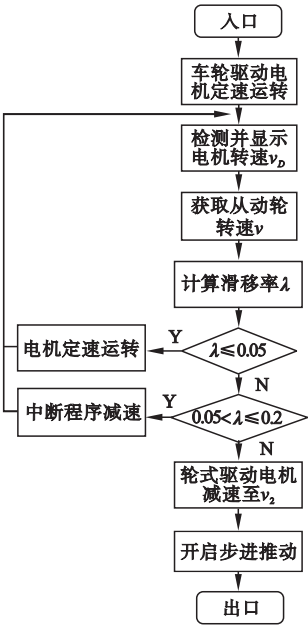 入口
车轮驱动电
机定速运转
检测并显示
电机转速v_D
获取从动轮
转速v
计算滑移率λ
Y
电机定速运转
λ≤0.05
N
Y
中断程序减速
0.05<λ≤0.2
N
轮式驱动电机
减速至v₂
开启步进推动
出口